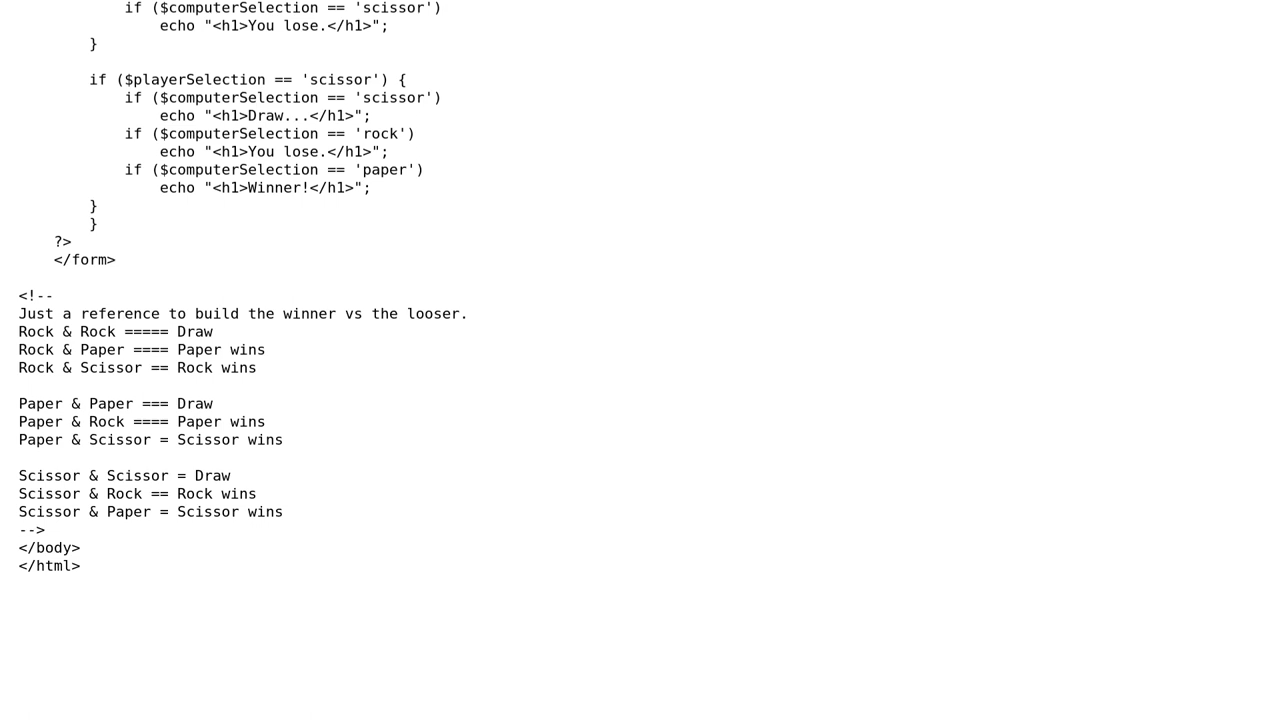 if ($computerSelection == 'scissor')
                echo "<h1>You lose.</h1>";
        }

        if ($playerSelection == 'scissor') {
            if ($computerSelection == 'scissor')
                echo "<h1>Draw...</h1>";
            if ($computerSelection == 'rock')
                echo "<h1>You lose.</h1>";
            if ($computerSelection == 'paper')
                echo "<h1>Winner!</h1>";
        }
        }
    ?>
    </form>

<!--
Just a reference to build the winner vs the looser.
Rock & Rock ===== Draw
Rock & Paper ==== Paper wins
Rock & Scissor == Rock wins

Paper & Paper === Draw
Paper & Rock ==== Paper wins
Paper & Scissor = Scissor wins

Scissor & Scissor = Draw
Scissor & Rock == Rock wins
Scissor & Paper = Scissor wins
-->
</body>
</html>